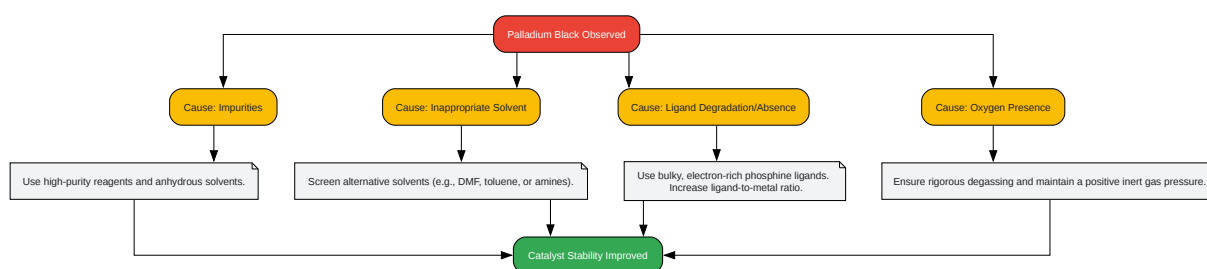 Palladium Black Observed
Cause: Impurities
Cause: Inappropriate Solvent
Cause: Ligand Degradation/Absence
Cause: Oxygen Presence
Use high-purity reagents and anhydrous solvents.
Screen alternative solvents (e.g., DMF, toluene, or amines).
Use bulky, electron-rich phosphine ligands.
Increase ligand-to-metal ratio.
Ensure rigorous degassing and maintain a positive inert gas pressure.
Catalyst Stability Improved